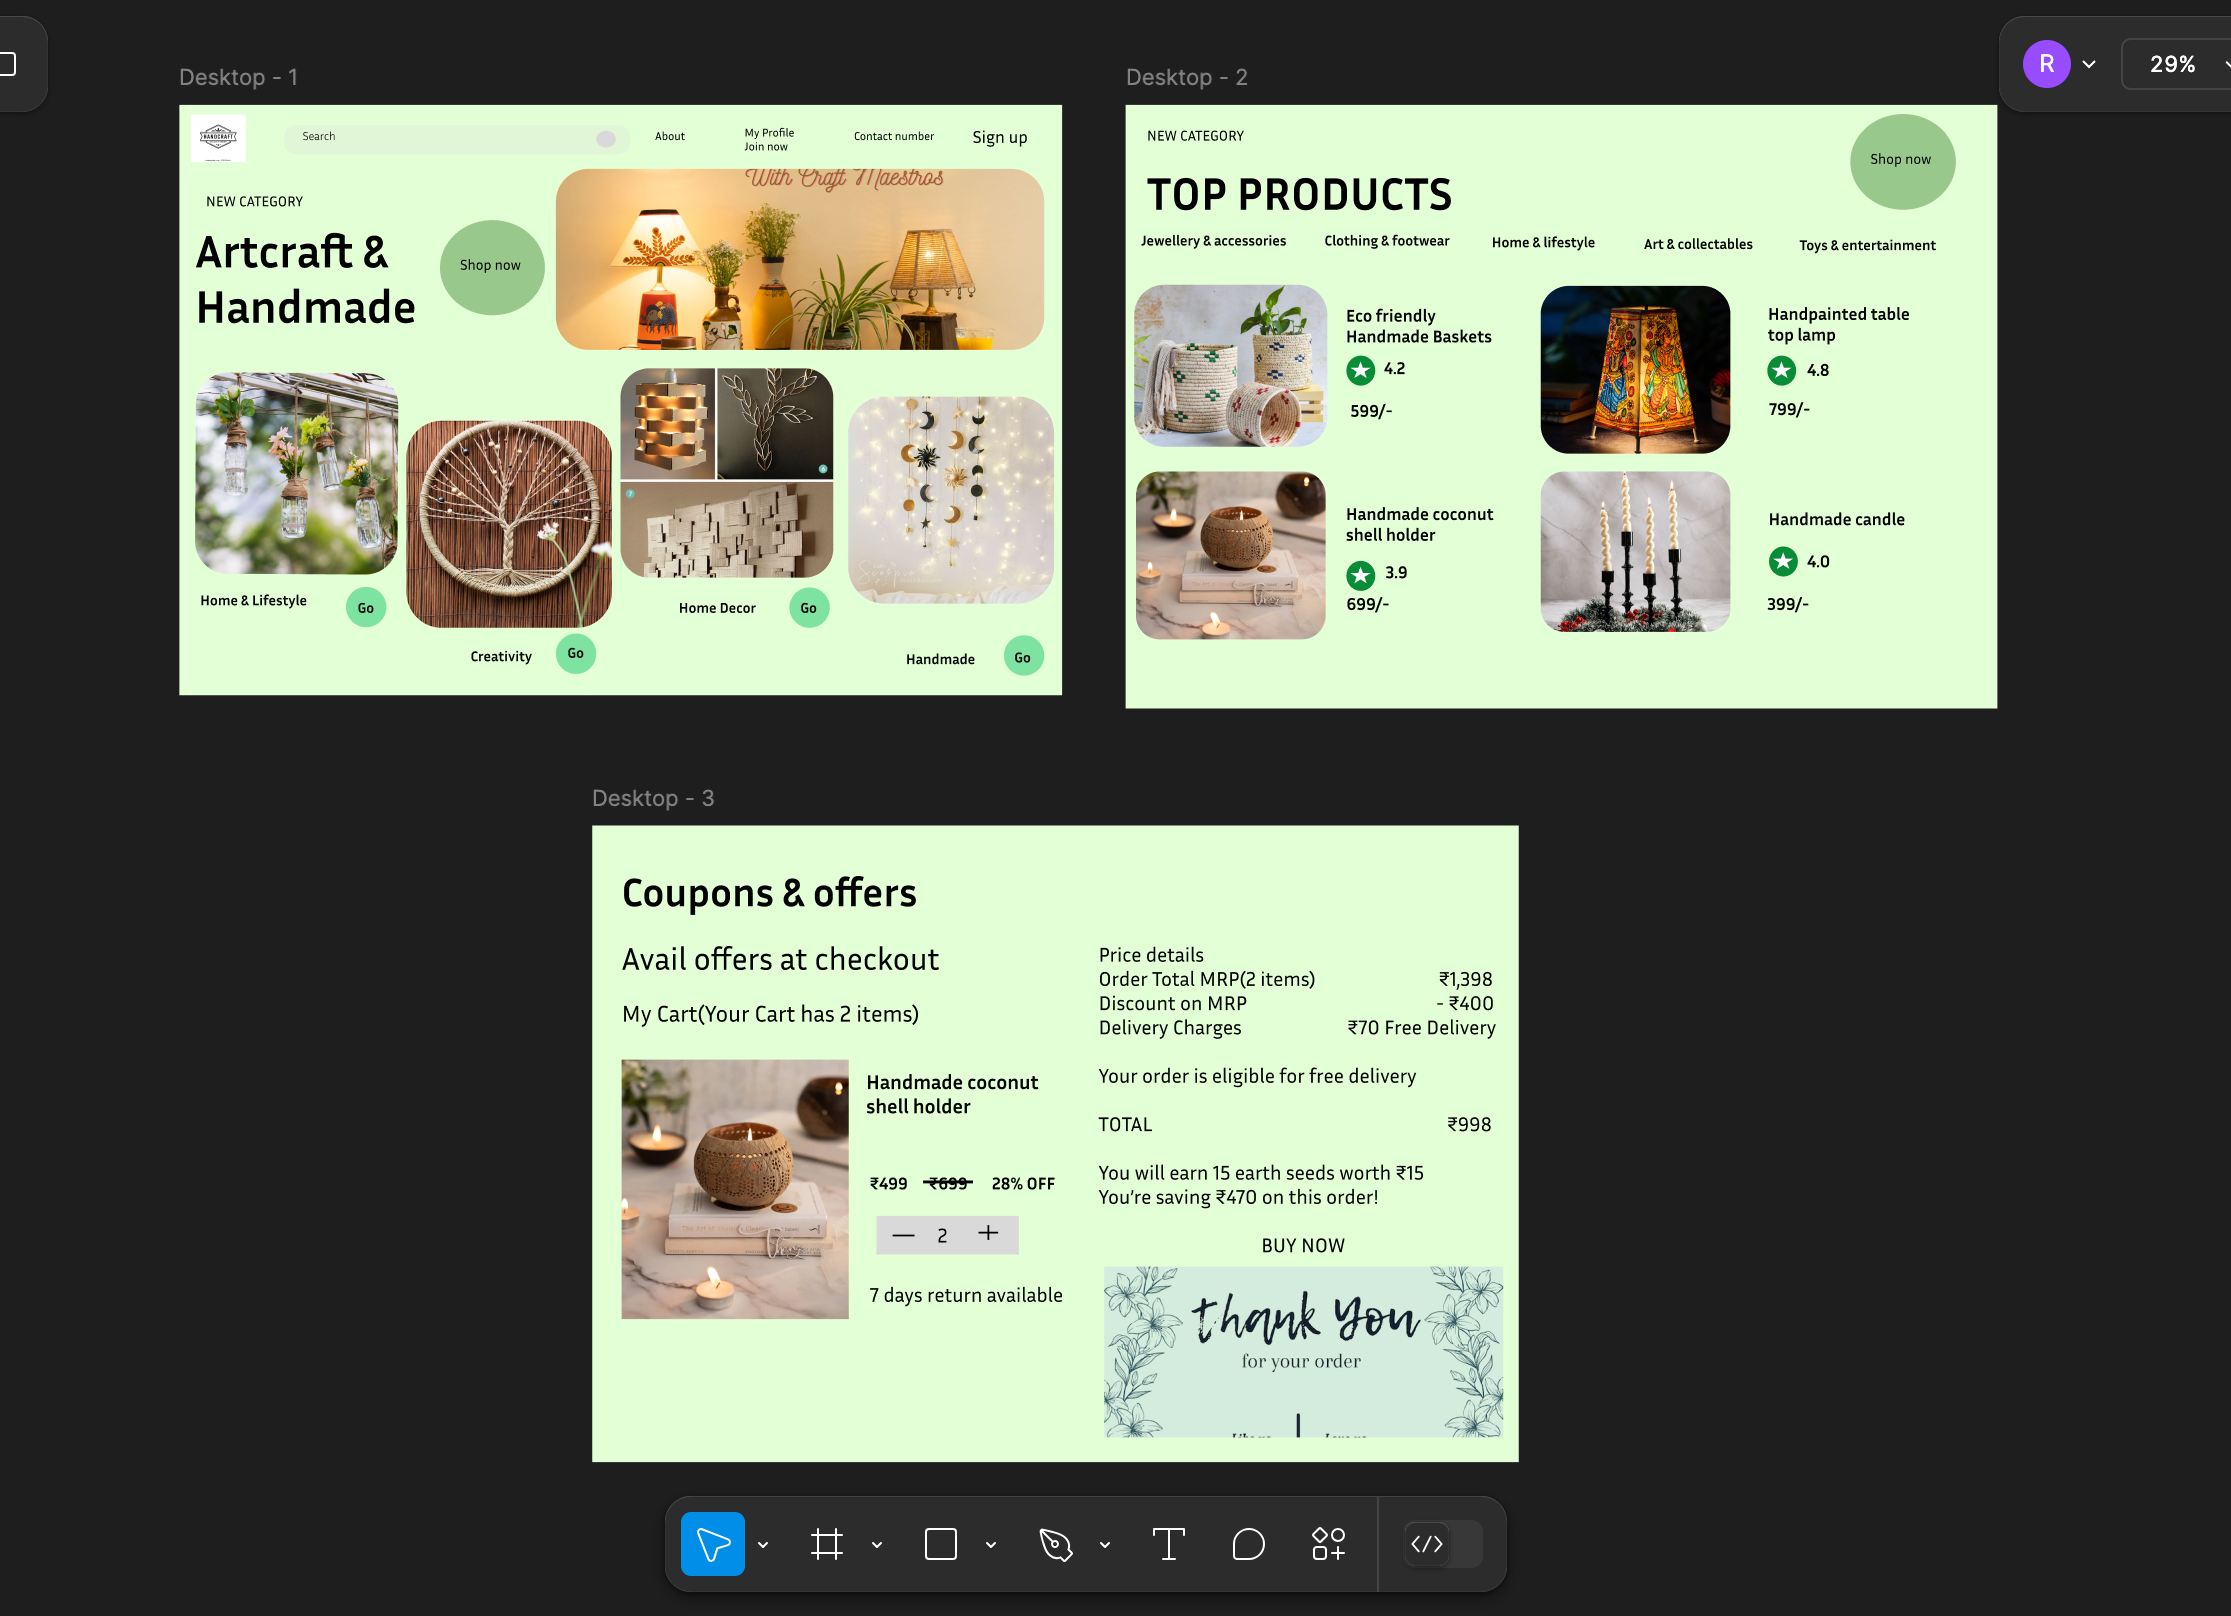 Desktop - 1
HANDCRAFT
Search
About
My Profile
Join now
Contact number
Sign up
With Craft Maestros
NEW CATEGORY
Artcraft &
Handmade
Shop now
Home & Lifestyle
Go
Creativity
Go
Home Decor
Go
Handmade
Go
Desktop - 2
NEW CATEGORY
Shop now
TOP PRODUCTS
Jewellery & accessories
Clothing & footwear
Home & lifestyle
Art & collectables
Toys & entertainment
Eco friendly
Handmade Baskets
4.2
599/-
Handpainted table
top lamp
4.8
799/-
Handmade coconut
shell holder
3.9
699/-
Handmade candle
4.0
399/-
R
29%
Desktop - 3
Coupons & offers
Avail offers at checkout
My Cart(Your Cart has 2 items)
Handmade coconut
shell holder
₹499 ₹699 28% OFF
2
7 days return available
Price details
Order Total MRP(2 items) ₹1,398
Discount on MRP - ₹400
Delivery Charges ₹70 Free Delivery
Your order is eligible for free delivery
TOTAL ₹998
You will earn 15 earth seeds worth ₹15
You’re saving ₹470 on this order!
BUY NOW
thank you
for your order